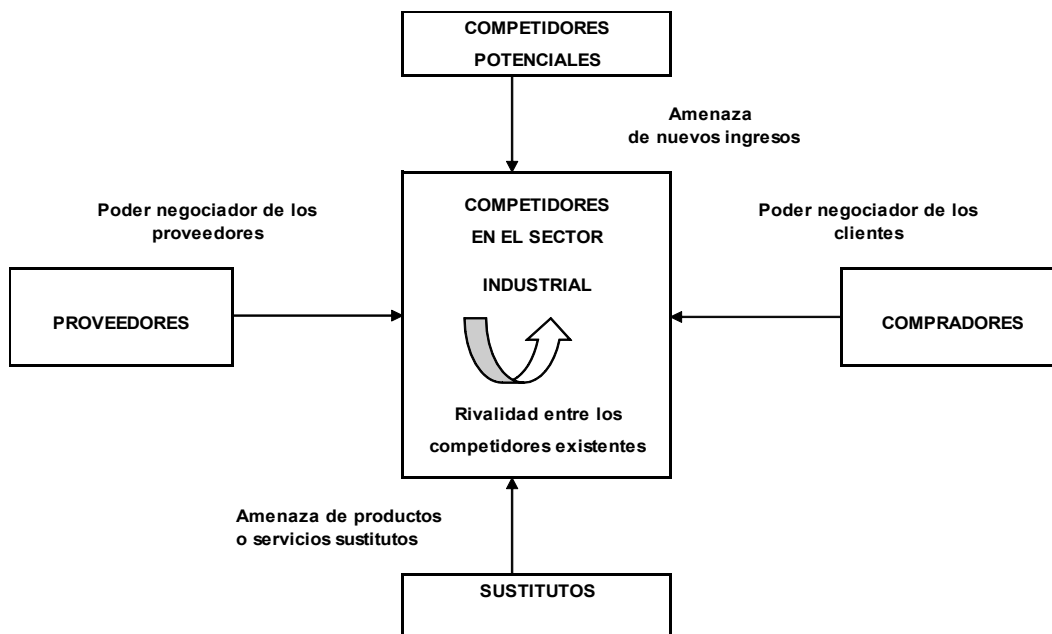 COMPETIDORES
POTENCIALES
Amenaza
de nuevos ingresos
Poder negociador de los
proveedores
COMPETIDORES
EN EL SECTOR
INDUSTRIAL
Poder negociador de los
clientes
PROVEEDORES
COMPRADORES
Rivalidad entre los
competidores existentes
Amenaza de productos
o servicios sustitutos
SUSTITUTOS